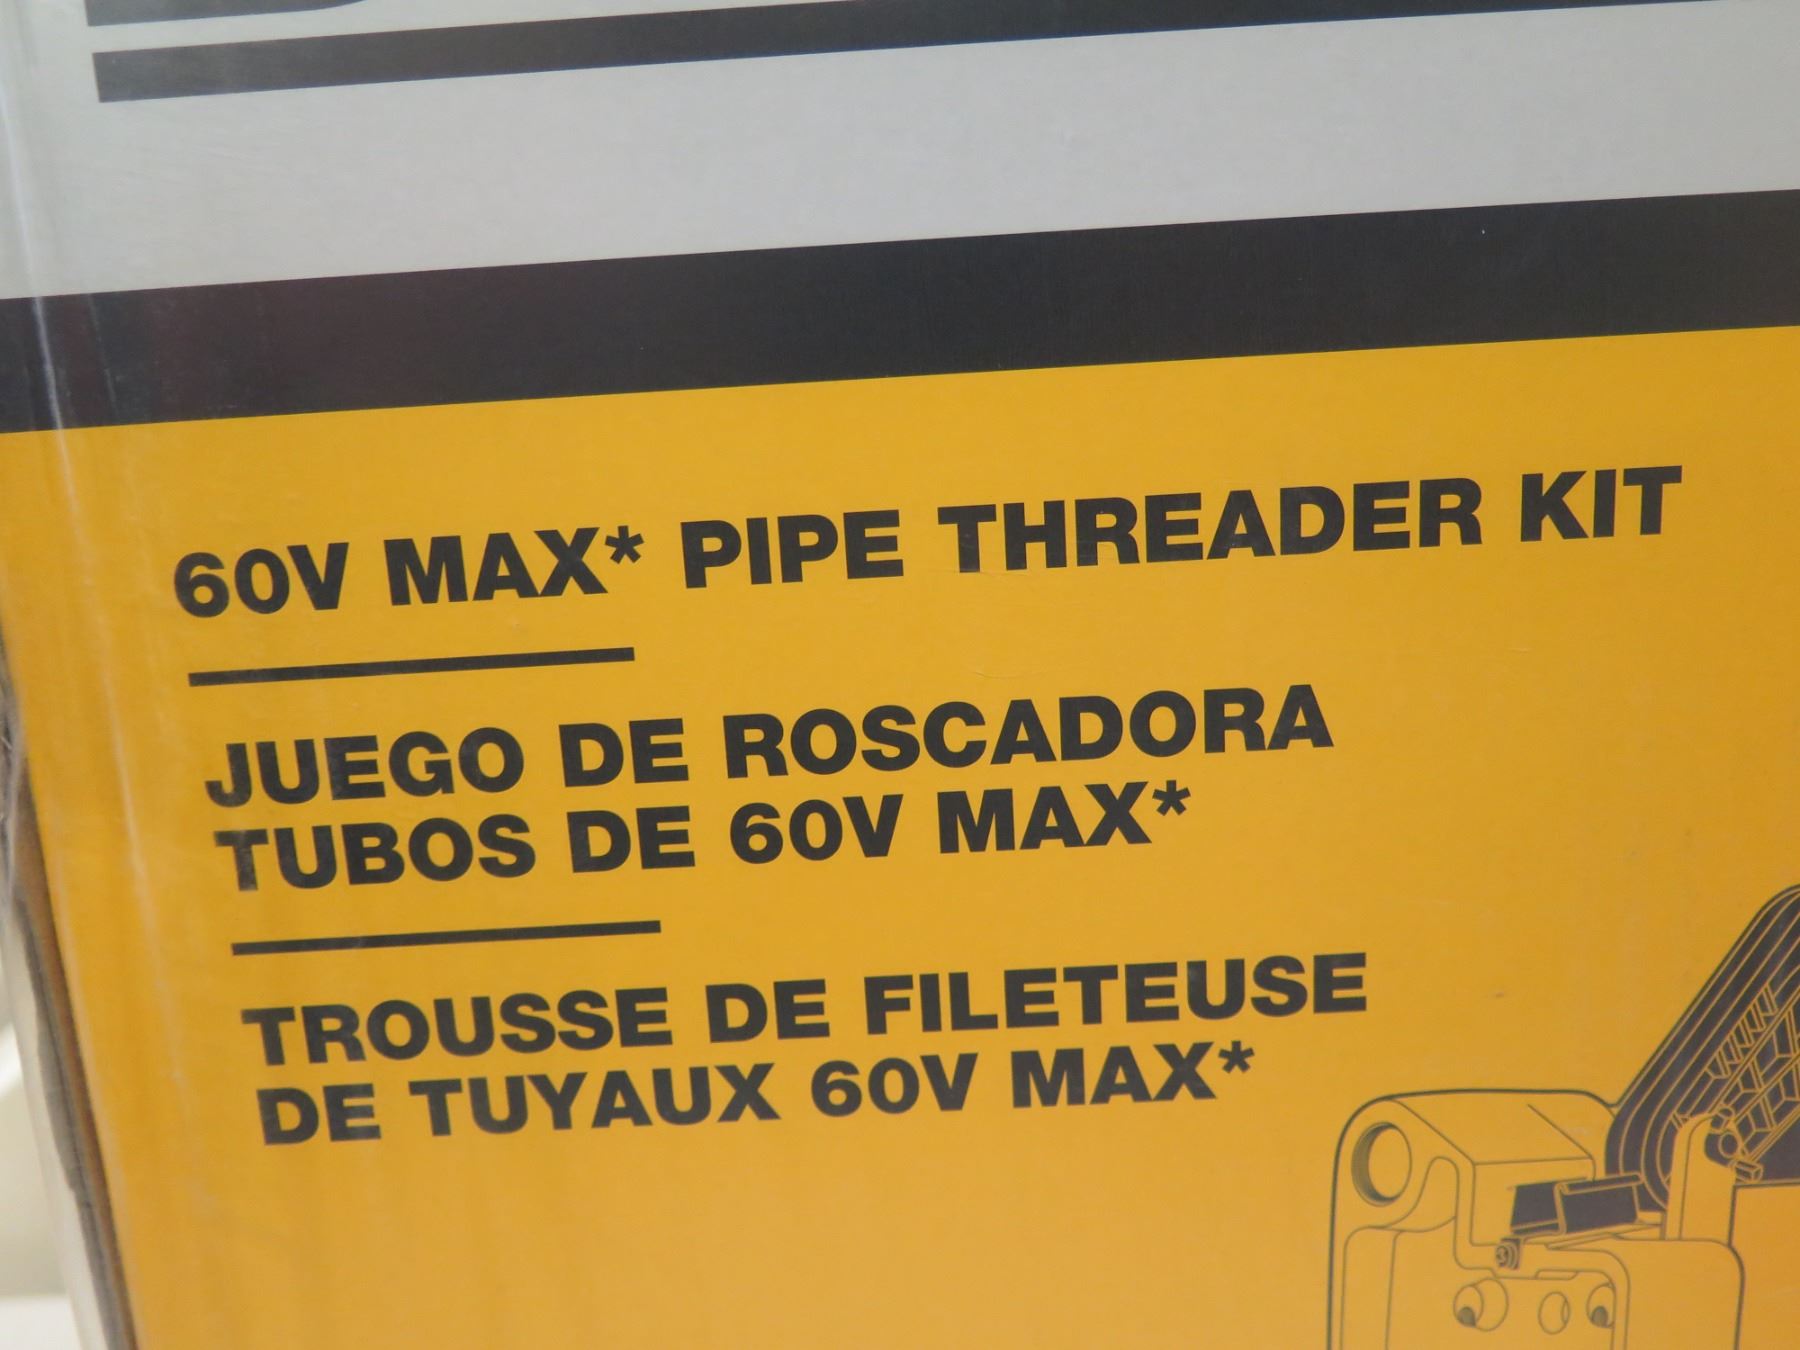 60V MAX* PIPE THREADER KIT
JUEGO DE ROSCADORA
TUBOS DE 60V MAX*
TROUSSE DE FILETEUSE
DE TUYAUX 60V MAX*